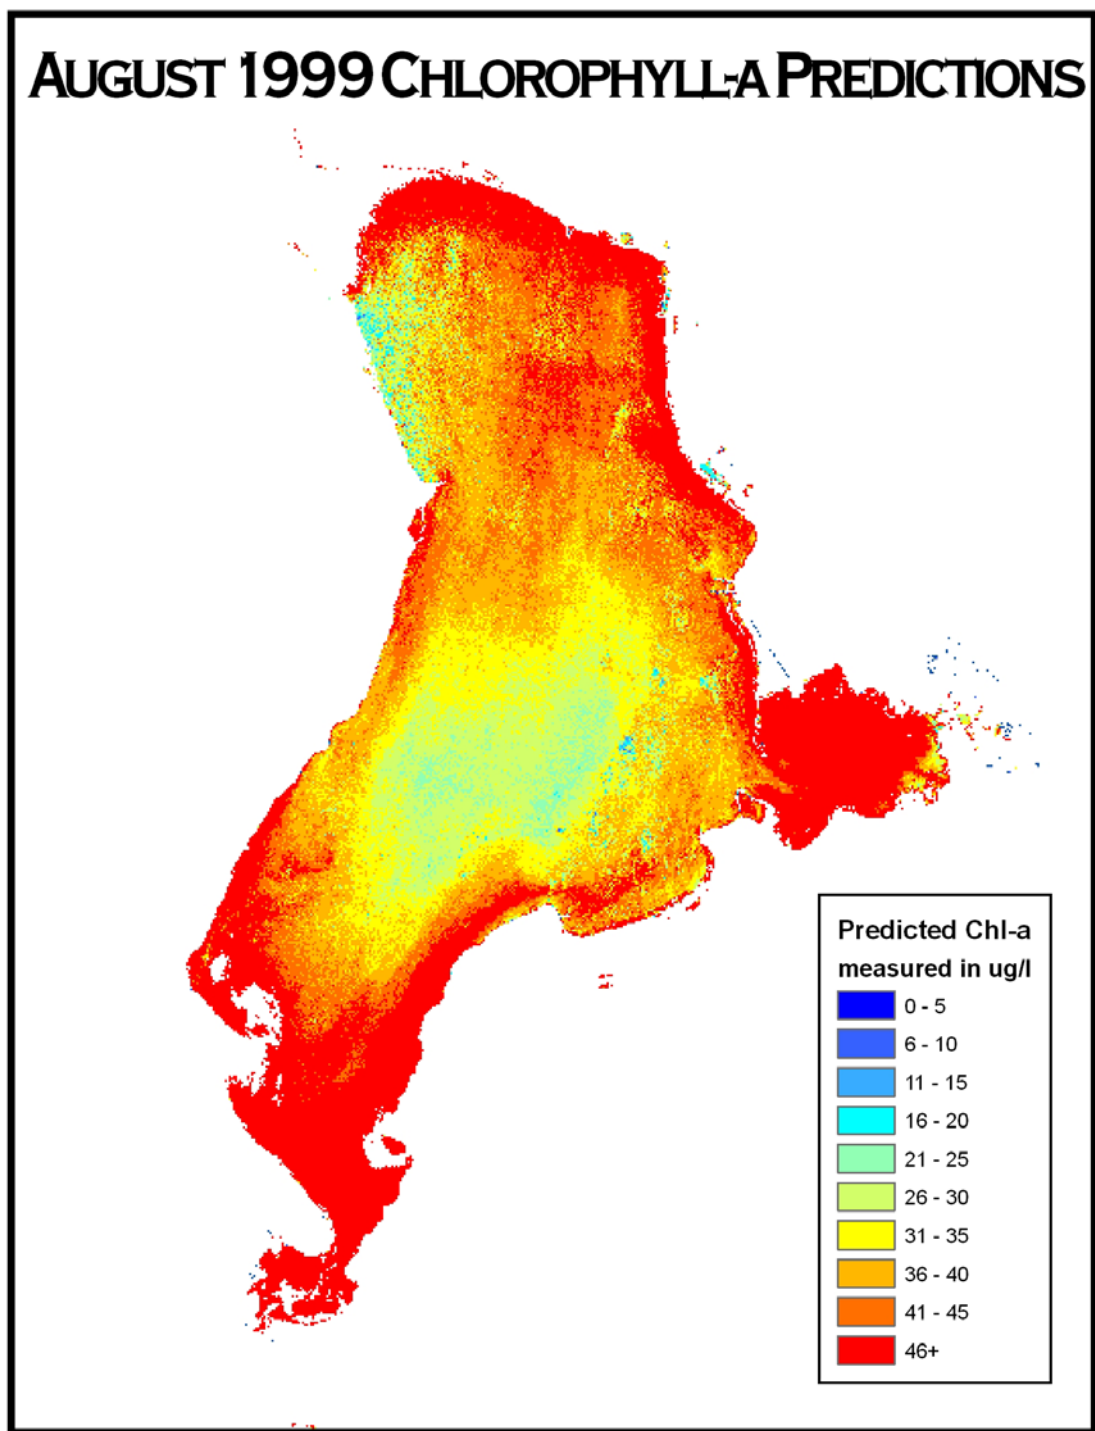 AUGUST 1999 CHLOROPHYLL-A PREDICTIONS
Predicted Chl-a
measured in ug/l
0 - 5
6 - 10
11 - 15
16 - 20
21 - 25
26 - 30
31 - 35
36 - 40
41 - 45
46+